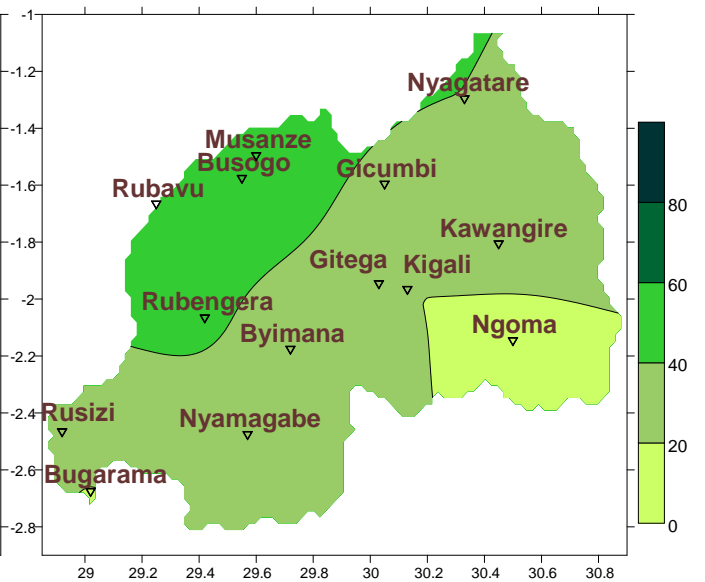 -1
-1.2
Nyagatare
-1.4
Musanze
Busogo
Gicumbi
-1.6
Rubavu
80
Kawangire
-1.8
Gitega
Kigali
60
-2
Rubengera
Ngoma
Byimana
-2.2
40
-2.4
Rusizi
Nyamagabe
20
-2.6
Bugarama
-2.8
0
29 29.2 29.4 29.6 29.8 30 30.2 30.4 30.6 30.8